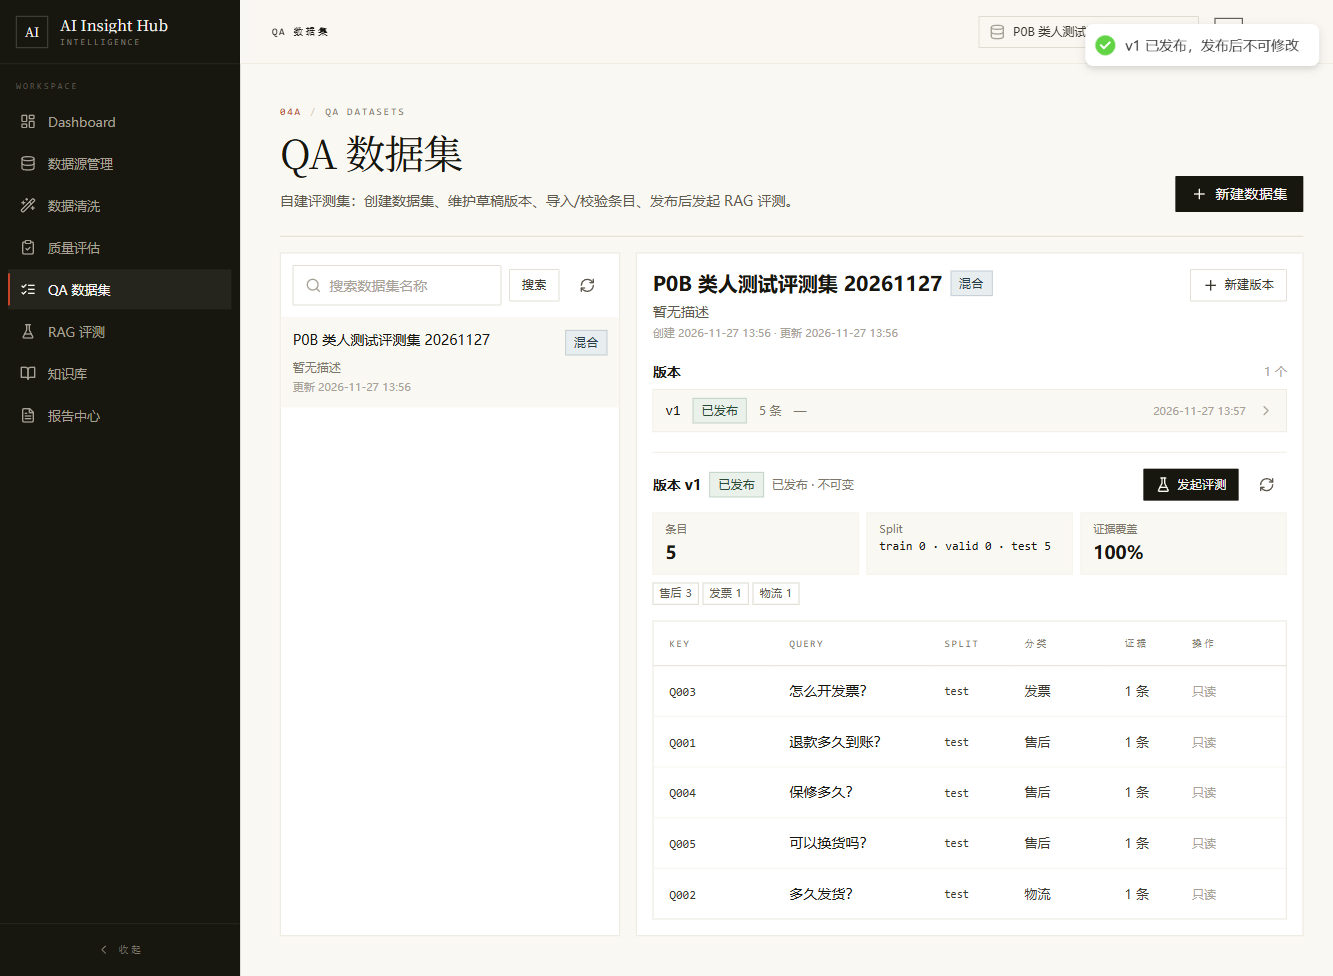 AI
AI Insight Hub
INTELLIGENCE
WORKSPACE
Dashboard
数据源管理
数据清洗
质量评估
QA 数据集
RAG 评测
知识库
报告中心
收起
QA 数据集
P0B 类人测试
v1 已发布，发布后不可修改
04A / QA DATASETS
QA 数据集
自建评测集：创建数据集、维护草稿版本、导入/校验条目、发布后发起 RAG 评测。
新建数据集
搜索数据集名称
搜索
P0B 类人测试评测集 20261127
混合
暂无描述
更新 2026-11-27 13:56
P0B 类人测试评测集 20261127
混合
新建版本
暂无描述
创建 2026-11-27 13:56 · 更新 2026-11-27 13:56
版本
1 个
v1 已发布 5 条 —
2026-11-27 13:57
版本 v1 已发布 已发布 · 不可变
发起评测
条目
5
Split
train 0 · valid 0 · test 5
证据覆盖
100%
售后 3 发票 1 物流 1
KEY QUERY SPLIT 分类 证据 操作
Q003 怎么开发票? test 发票 1 条 只读
Q001 退款多久到账? test 售后 1 条 只读
Q004 保修多久? test 售后 1 条 只读
Q005 可以换货吗? test 售后 1 条 只读
Q002 多久发货? test 物流 1 条 只读